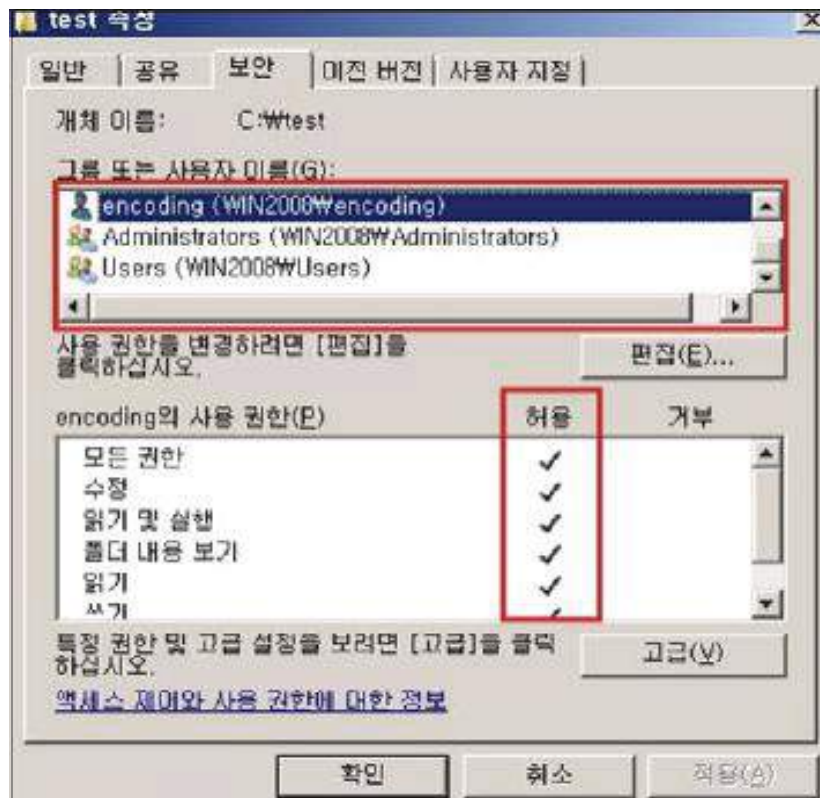 test 속성
일반 공유 보안 이전 버전 사용자 지정
개체 이름: C:₩test
그룹 또는 사용자 이름(G):
encoding (WIN2008₩encoding)
Administrators (WIN2008₩Administrators)
Users (WIN2008₩Users)
사용 권한을 변경하려면 [편집]을
클릭하십시오.
편집(E)...
encoding의 사용 권한(P) 허용 거부
모든 권한
수정
읽기 및 실행
폴더 내용 보기
읽기
쓰기
특정 권한 및 고급 설정을 보려면 [고급]을 클릭
하십시오.
고급(V)
액세스 제어와 사용 권한에 대한 정보
확인 취소 적용(A)